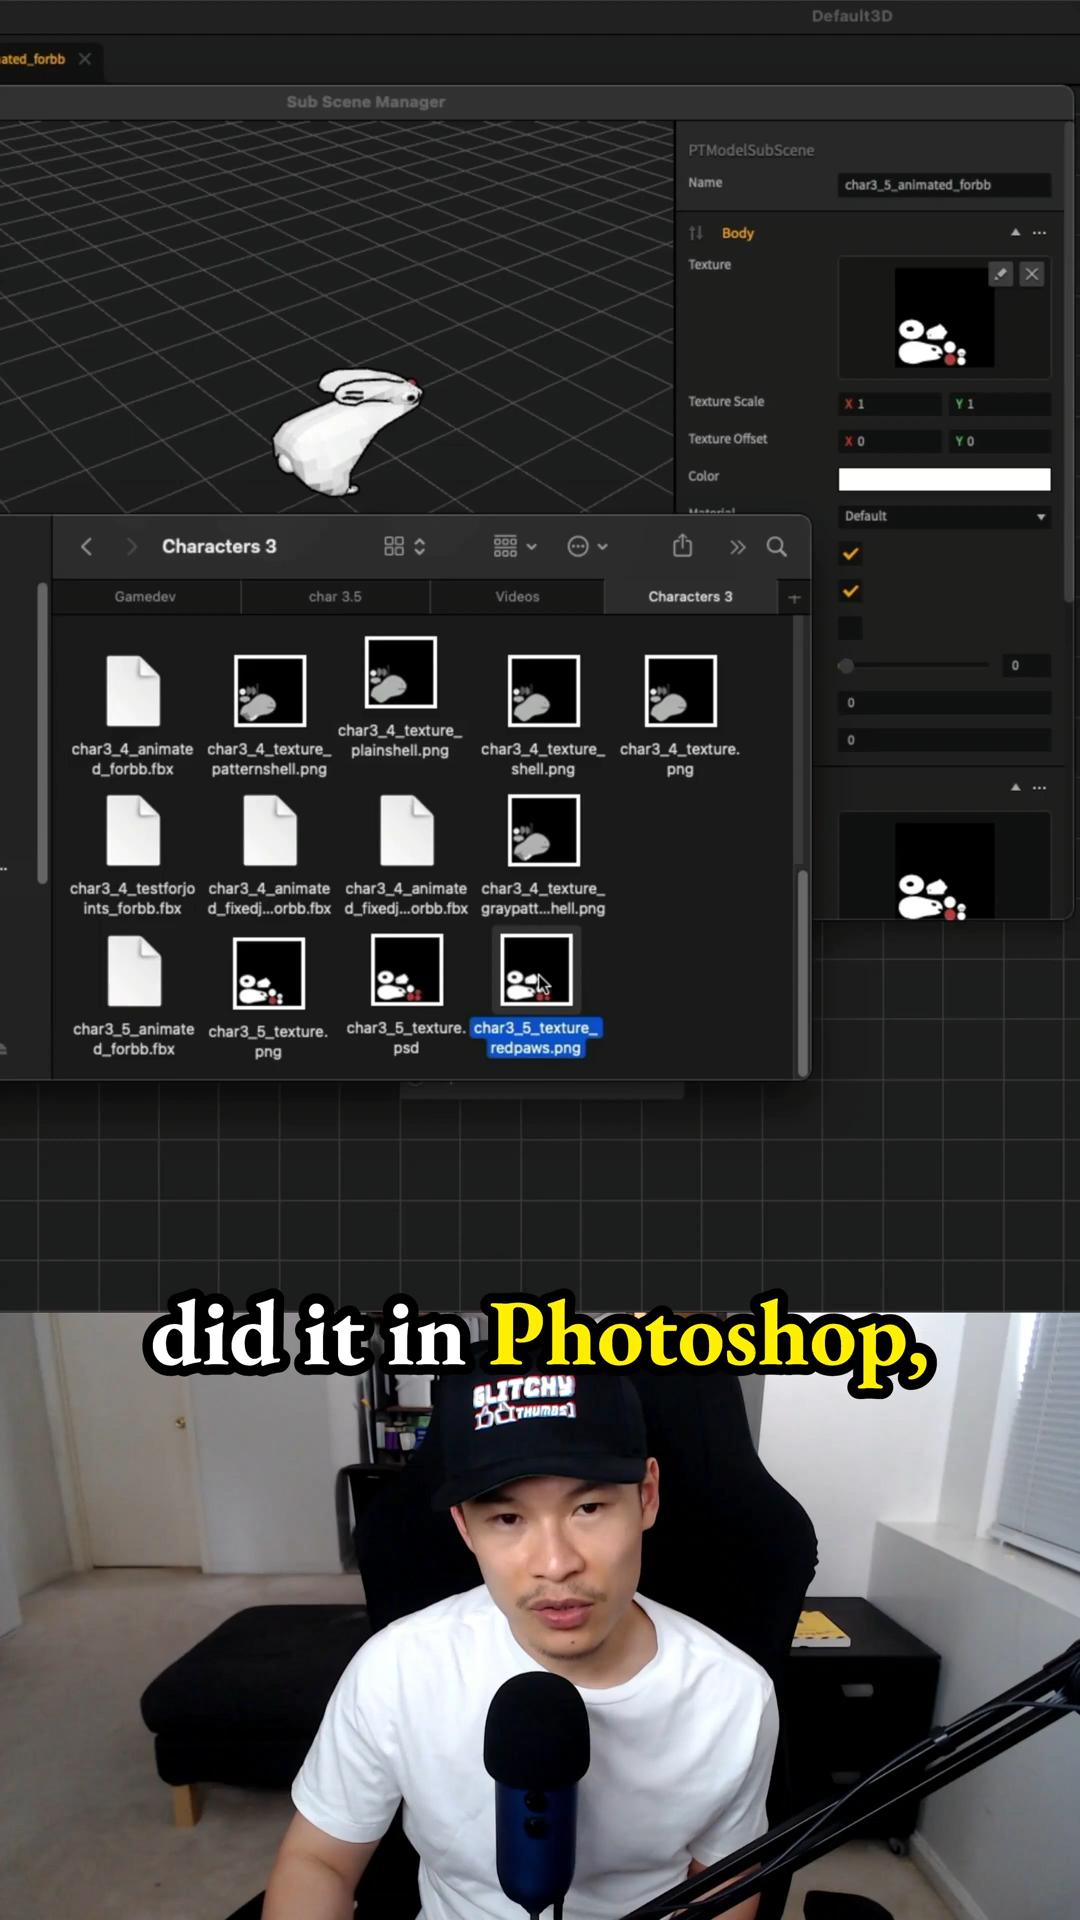 Default3D
ated_forbb
Sub Scene Manager
PTModelSubScene
Name
char3_5_animated_forbb
Body
Texture
Texture Scale
X 1
Y 1
Texture Offset
X 0
Y 0
Color
Material
Default
0
0
0
Characters 3
Gamedev
char 3.5
Videos
Characters 3
char3_4_animate
d_forbb.fbx
char3_4_texture_
patternshell.png
char3_4_texture_
plainshell.png
char3_4_texture_
shell.png
char3_4_texture.
png
char3_4_testforjo
ints_forbb.fbx
char3_4_animate
d_fixedj...orbb.fbx
char3_4_animate
d_fixedj...orbb.fbx
char3_4_texture_
graypatt...hell.png
char3_5_animate
d_forbb.fbx
char3_5_texture.
png
char3_5_texture.
psd
char3_5_texture_
redpaws.png
did it in Photoshop,
GLITCHY
THUMBS